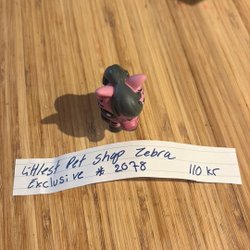 Littlest Pet Shop Zebra
Exclusive * 2078 110 kr